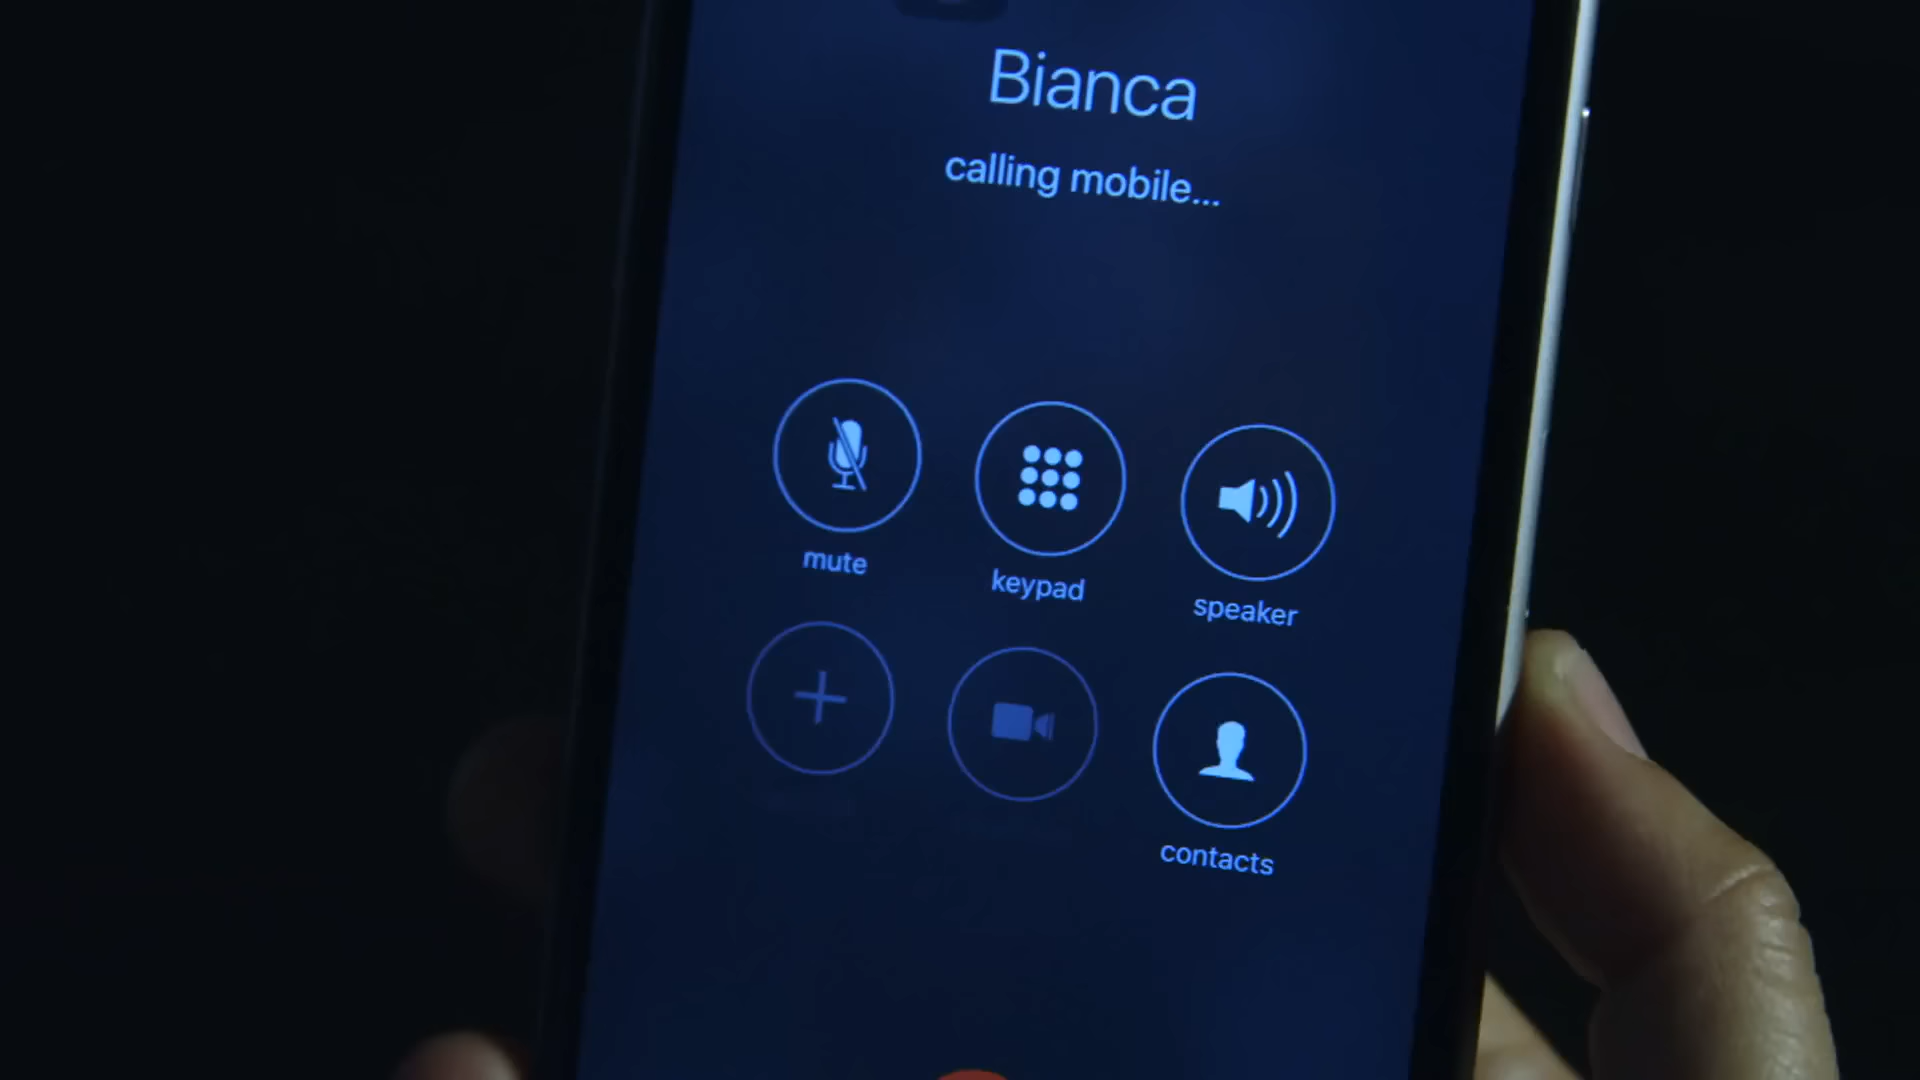 Bianca
calling mobile...
mute
keypad
speaker
contacts